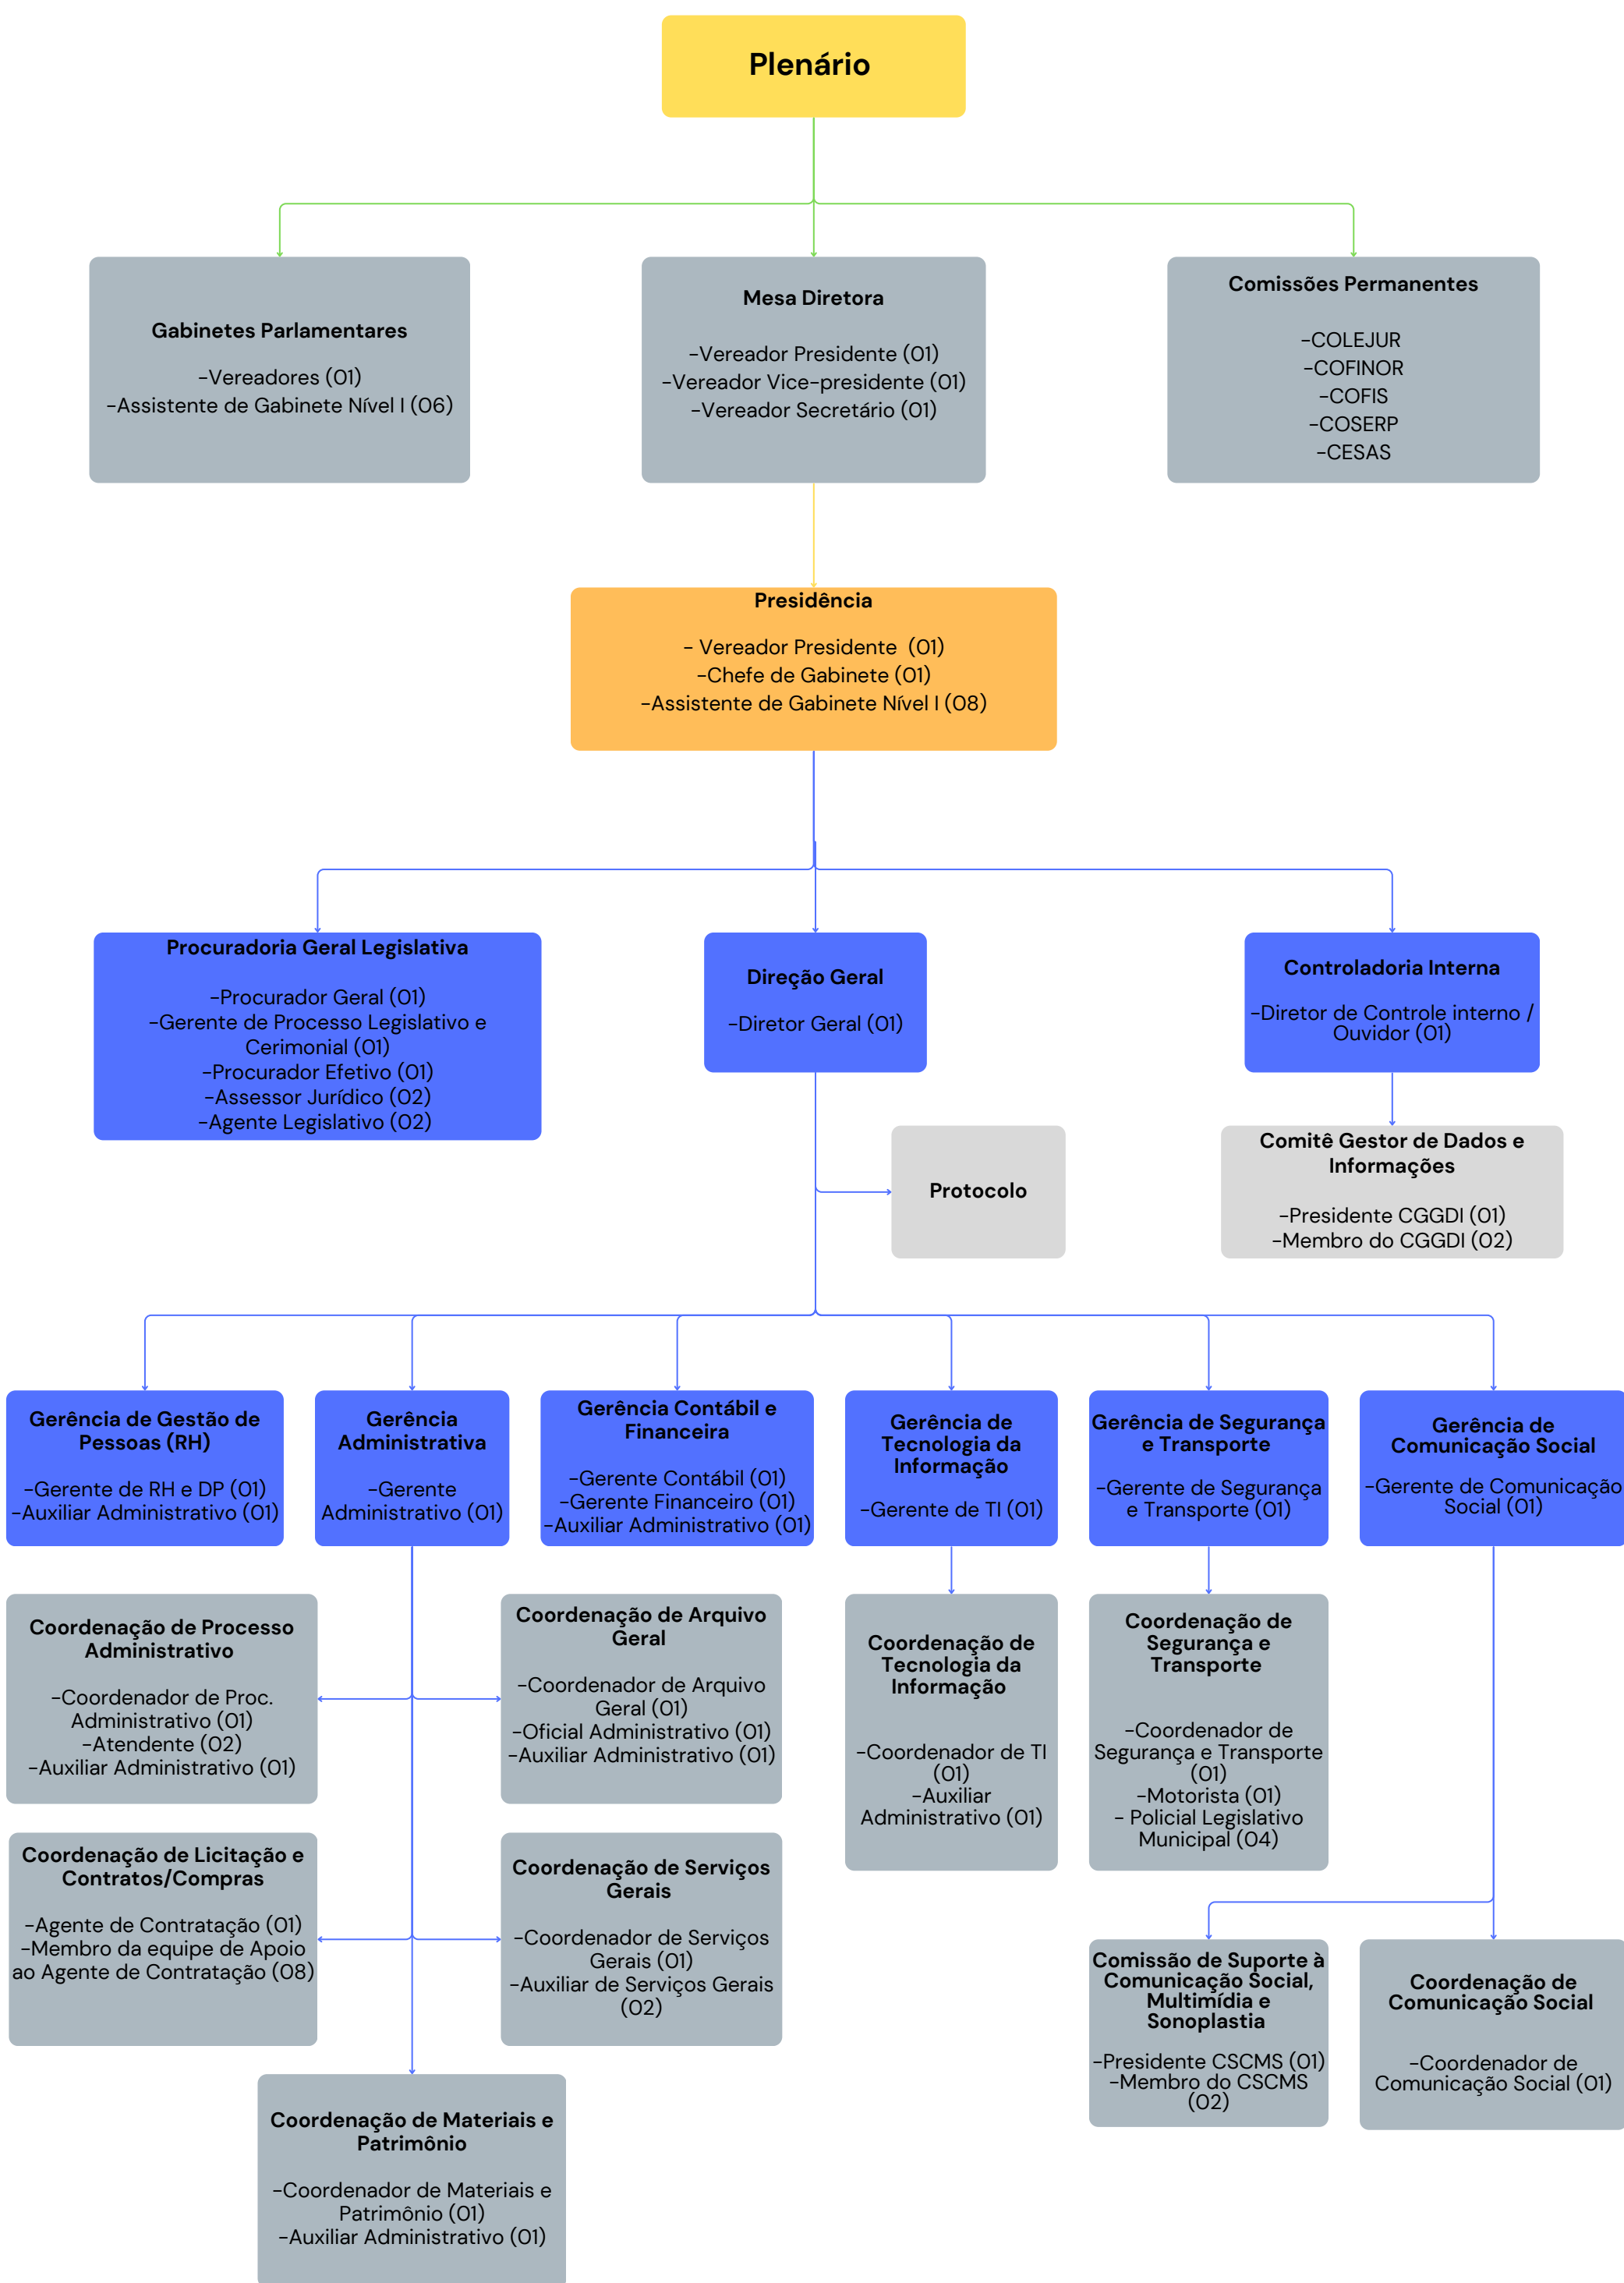 Plenário
Gabinetes Parlamentares
-Vereadores (01)
-Assistente de Gabinete Nível I (06)
Mesa Diretora
-Vereador Presidente (01)
-Vereador Vice-presidente (01)
-Vereador Secretário (01)
Comissões Permanentes
-COLEJUR
-COFINOR
-COFIS
-COSERP
-CESAS
Presidência
- Vereador Presidente  (01)
-Chefe de Gabinete (01)
-Assistente de Gabinete Nível I (08)
Procuradoria Geral Legislativa
-Procurador Geral (01)
-Gerente de Processo Legislativo e
Cerimonial (01)
-Procurador Efetivo (01)
-Assessor Jurídico (02)
-Agente Legislativo (02)
Direção Geral
-Diretor Geral (01)
Controladoria Interna
-Diretor de Controle interno /
Ouvidor (01)
Protocolo
Comitê Gestor de Dados e
Informações
-Presidente CGGDI (01)
-Membro do CGGDI (02)
Gerência de Gestão de
Pessoas (RH)
-Gerente de RH e DP (01)
-Auxiliar Administrativo (01)
Gerência
Administrativa
-Gerente
Administrativo (01)
Gerência Contábil e
Financeira
-Gerente Contábil (01)
-Gerente Financeiro (01)
-Auxiliar Administrativo (01)
Gerência de
Tecnologia da
Informação
-Gerente de TI (01)
Gerência de Segurança
e Transporte
-Gerente de Segurança
e Transporte (01)
Gerência de
Comunicação Social
-Gerente de Comunicação
Social (01)
Coordenação de Processo
Administrativo
-Coordenador de Proc.
Administrativo (01)
-Atendente (02)
-Auxiliar Administrativo (01)
Coordenação de Arquivo
Geral
-Coordenador de Arquivo
Geral (01)
-Oficial Administrativo (01)
-Auxiliar Administrativo (01)
Coordenação de
Tecnologia da
Informação
-Coordenador de TI
(01)
-Auxiliar
Administrativo (01)
Coordenação de
Segurança e
Transporte
-Coordenador de
Segurança e Transporte
(01)
-Motorista (01)
- Policial Legislativo
Municipal (04)
Coordenação de Licitação e
Contratos/Compras
-Agente de Contratação (01)
-Membro da equipe de Apoio
ao Agente de Contratação (08)
Coordenação de Serviços
Gerais
-Coordenador de Serviços
Gerais (01)
-Auxiliar de Serviços Gerais
(02)
Comissão de Suporte à
Comunicação Social,
Multimídia e
Sonoplastia
-Presidente CSCMS (01)
-Membro do CSCMS
(02)
Coordenação de
Comunicação Social
-Coordenador de
Comunicação Social (01)
Coordenação de Materiais e
Patrimônio
-Coordenador de Materiais e
Patrimônio (01)
-Auxiliar Administrativo (01)